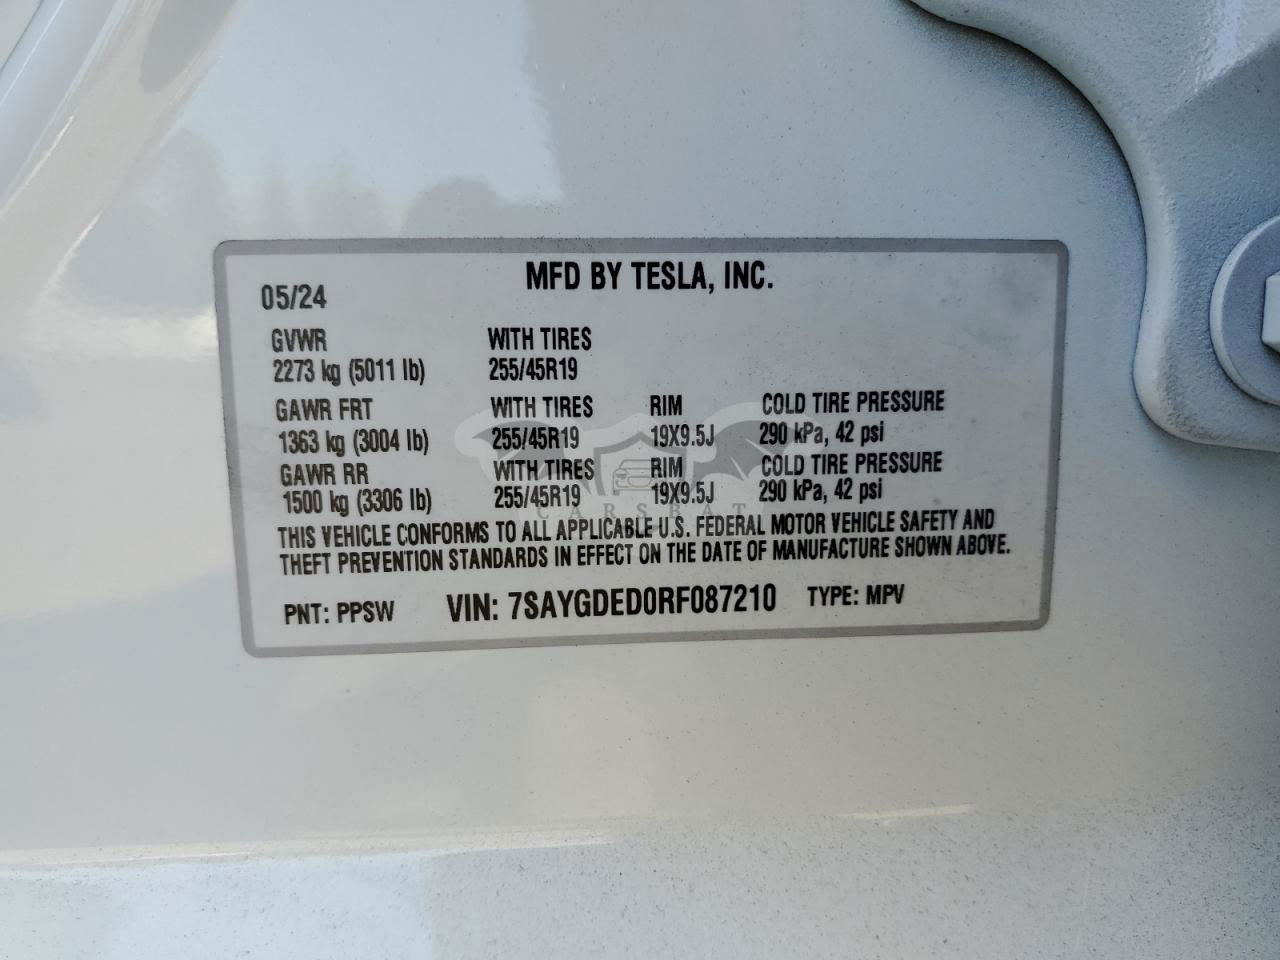 MFD BY TESLA, INC.
05/24
GVWR WITH TIRES
2273 kg (5011 lb) 255/45R19
GAWR FRT WITH TIRES RIM COLD TIRE PRESSURE
1363 kg (3004 lb) 255/45R19 19X9.5J 290 kPa, 42 psi
GAWR RR WITH TIRES RIM COLD TIRE PRESSURE
1500 kg (3306 lb) 255/45R19 19X9.5J 290 kPa, 42 psi
CARSBAT
THIS VEHICLE CONFORMS TO ALL APPLICABLE U.S. FEDERAL MOTOR VEHICLE SAFETY AND
THEFT PREVENTION STANDARDS IN EFFECT ON THE DATE OF MANUFACTURE SHOWN ABOVE.
PNT: PPSW VIN: 7SAYGDED0RF087210 TYPE: MPV